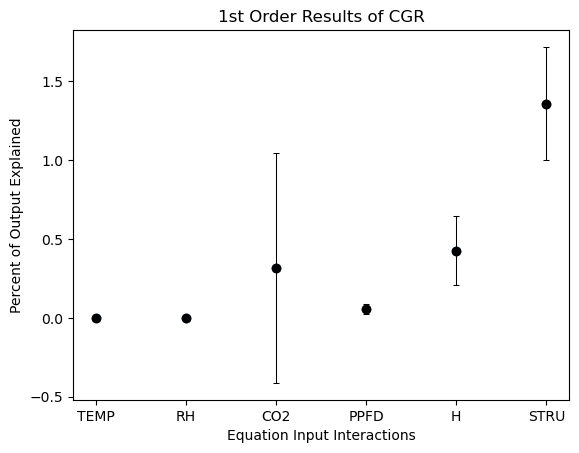 1st Order Results of CGR
Percent of Output Explained
1.5
1.0
0.5
0.0
−0.5
TEMP RH CO2 PPFD H STRU
Equation Input Interactions